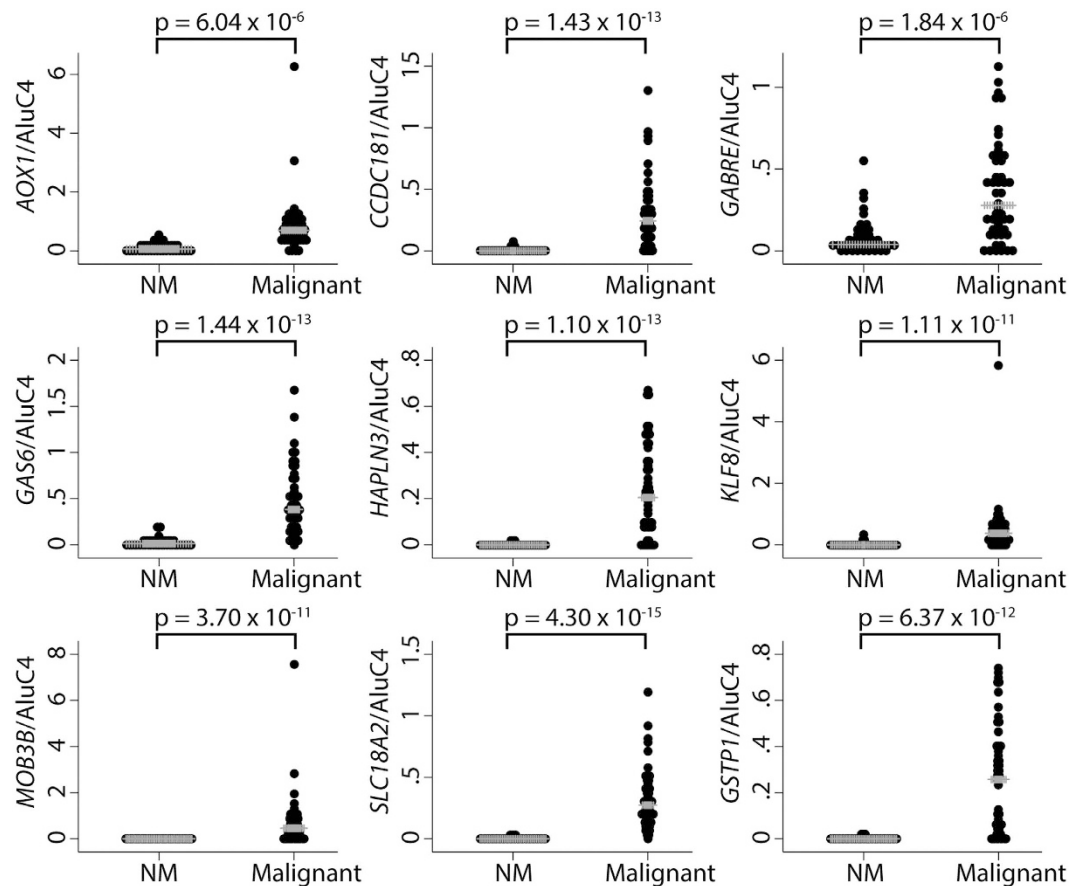 p = 6.04 x 10⁻⁶
AOX1/AluC4
6
4
2
0
NM Malignant
p = 1.43 x 10⁻¹³
CCDC181/AluC4
15
1
.5
0
NM Malignant
p = 1.84 x 10⁻⁶
GABRE/AluC4
1
.5
0
NM Malignant
p = 1.44 x 10⁻¹³
GAS6/AluC4
2
1.5
1
.5
0
NM Malignant
p = 1.10 x 10⁻¹³
HAPLN3/AluC4
.8
.6
.4
.2
0
NM Malignant
p = 1.11 x 10⁻¹¹
KLF8/AluC4
6
4
2
0
NM Malignant
p = 3.70 x 10⁻¹¹
MOB3B/AluC4
8
6
4
2
0
NM Malignant
p = 4.30 x 10⁻¹⁵
SLC18A2/AluC4
1.5
1
.5
0
NM Malignant
p = 6.37 x 10⁻¹²
GSTP1/AluC4
.8
.6
.4
.2
0
NM Malignant